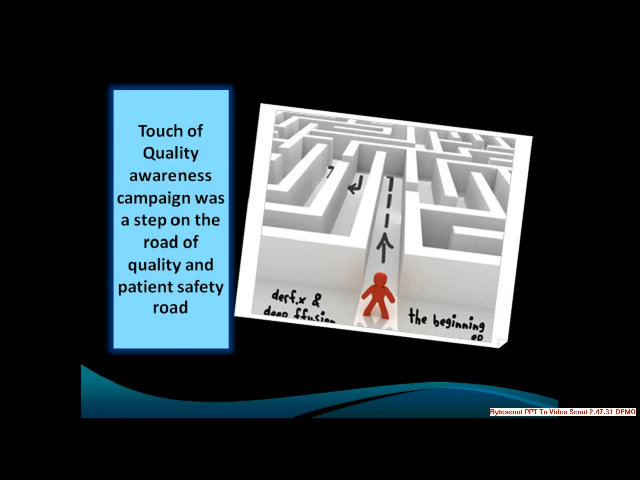 Touch of
Quality
awareness
campaign was
a step on the
road of
quality and
patient safety
road
derf.x &
deep ffusion
the beginning
ep
Bytescout PPT To Video Scout 2.47.31 DEMO